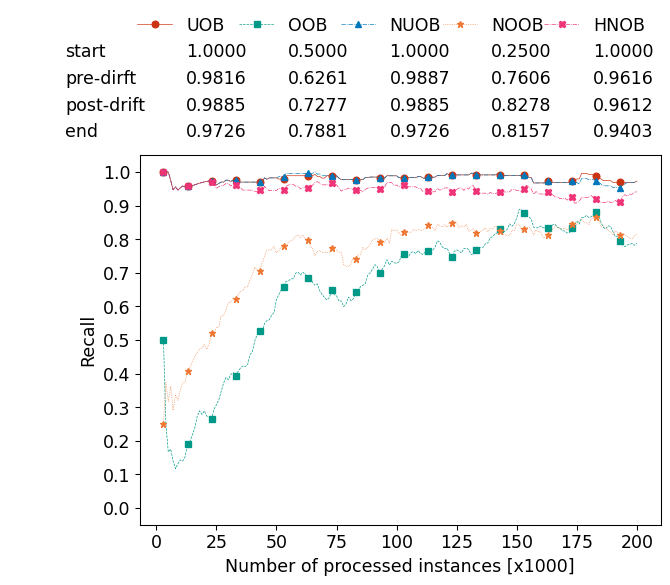 UOB OOB NUOB NOOB HNOB
start 1.0000 0.5000 1.0000 0.2500 1.0000
pre-dirft 0.9816 0.6261 0.9887 0.7606 0.9616
post-drift 0.9885 0.7277 0.9885 0.8278 0.9612
end 0.9726 0.7881 0.9726 0.8157 0.9403
1.0
0.9
0.8
0.7
0.6
0.5
0.4
0.3
0.2
0.1
0.0
Recall
0 25 50 75 100 125 150 175 200
Number of processed instances [x1000]